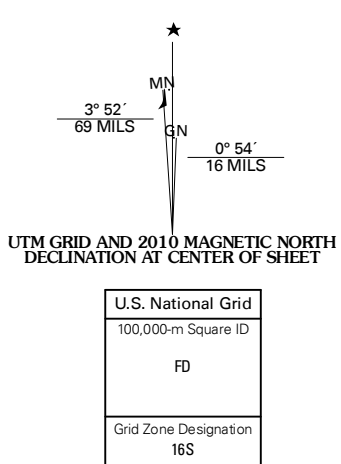 ★
MN
3° 52´
69 MILS
GN
0° 54´
16 MILS
UTM GRID AND 2010 MAGNETIC NORTH
DECLINATION AT CENTER OF SHEET
U.S. National Grid
100,000-m Square ID
FD
Grid Zone Designation
16S